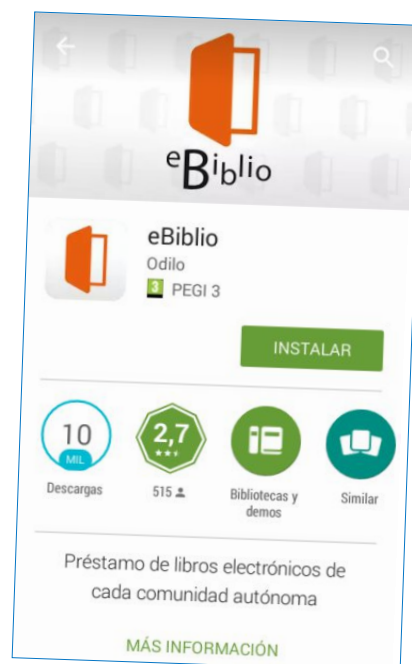 eBiblio
eBiblio
Odilo
3 PEGI 3
INSTALAR
10
MIL
2,7
Descargas
515
Bibliotecas y
demos
Similar
Préstamo de libros electrónicos de
cada comunidad autónoma
MÁS INFORMACIÓN